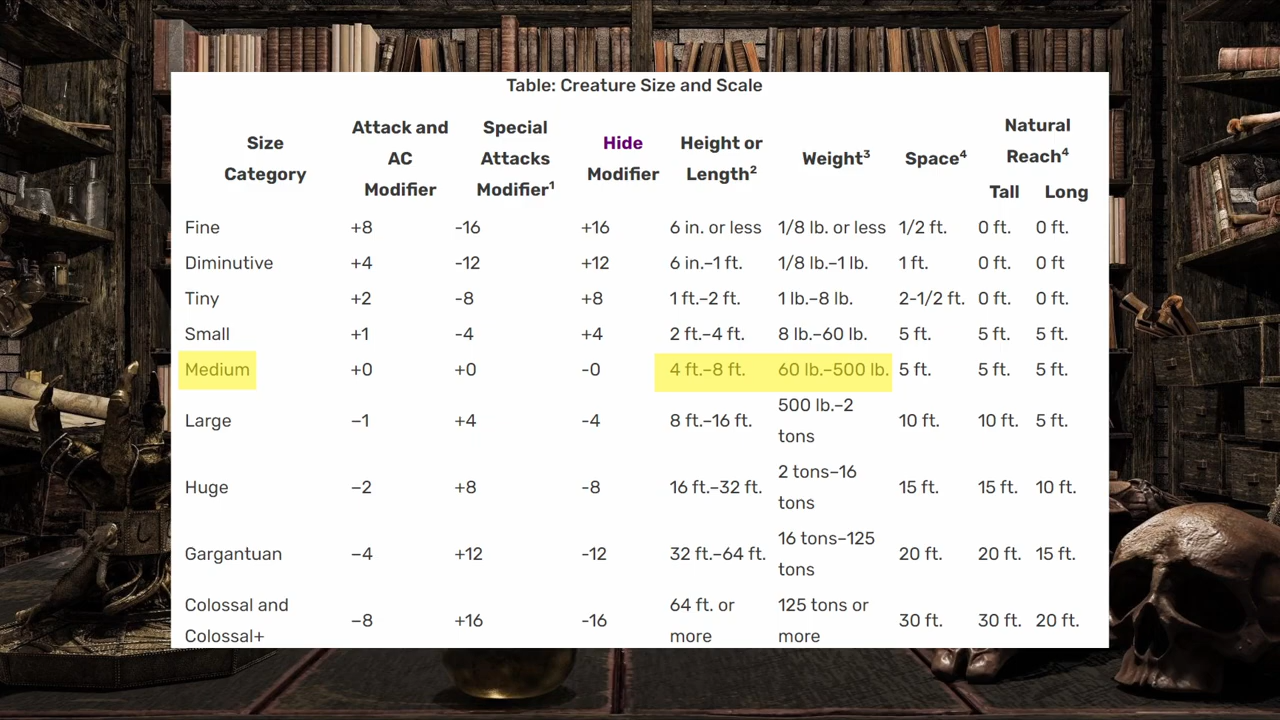 Table: Creature Size and Scale
Size Category Attack and AC Modifier Special Attacks Modifier¹ Hide Modifier Height or Length² Weight³ Space⁴ Natural Reach⁴
Tall Long
Fine +8 -16 +16 6 in. or less 1/8 lb. or less 1/2 ft. 0 ft. 0 ft.
Diminutive +4 -12 +12 6 in.–1 ft. 1/8 lb.–1 lb. 1 ft. 0 ft. 0 ft
Tiny +2 -8 +8 1 ft.–2 ft. 1 lb.–8 lb. 2-1/2 ft. 0 ft. 0 ft.
Small +1 -4 +4 2 ft.–4 ft. 8 lb.–60 lb. 5 ft. 5 ft. 5 ft.
Medium +0 +0 -0 4 ft.–8 ft. 60 lb.–500 lb. 5 ft. 5 ft. 5 ft.
Large –1 +4 -4 8 ft.–16 ft. 500 lb.–2 tons 10 ft. 10 ft. 5 ft.
Huge –2 +8 -8 16 ft.–32 ft. 2 tons–16 tons 15 ft. 15 ft. 10 ft.
Gargantuan –4 +12 -12 32 ft.–64 ft. 16 tons–125 tons 20 ft. 20 ft. 15 ft.
Colossal and Colossal+ –8 +16 -16 64 ft. or more 125 tons or more 30 ft. 30 ft. 20 ft.